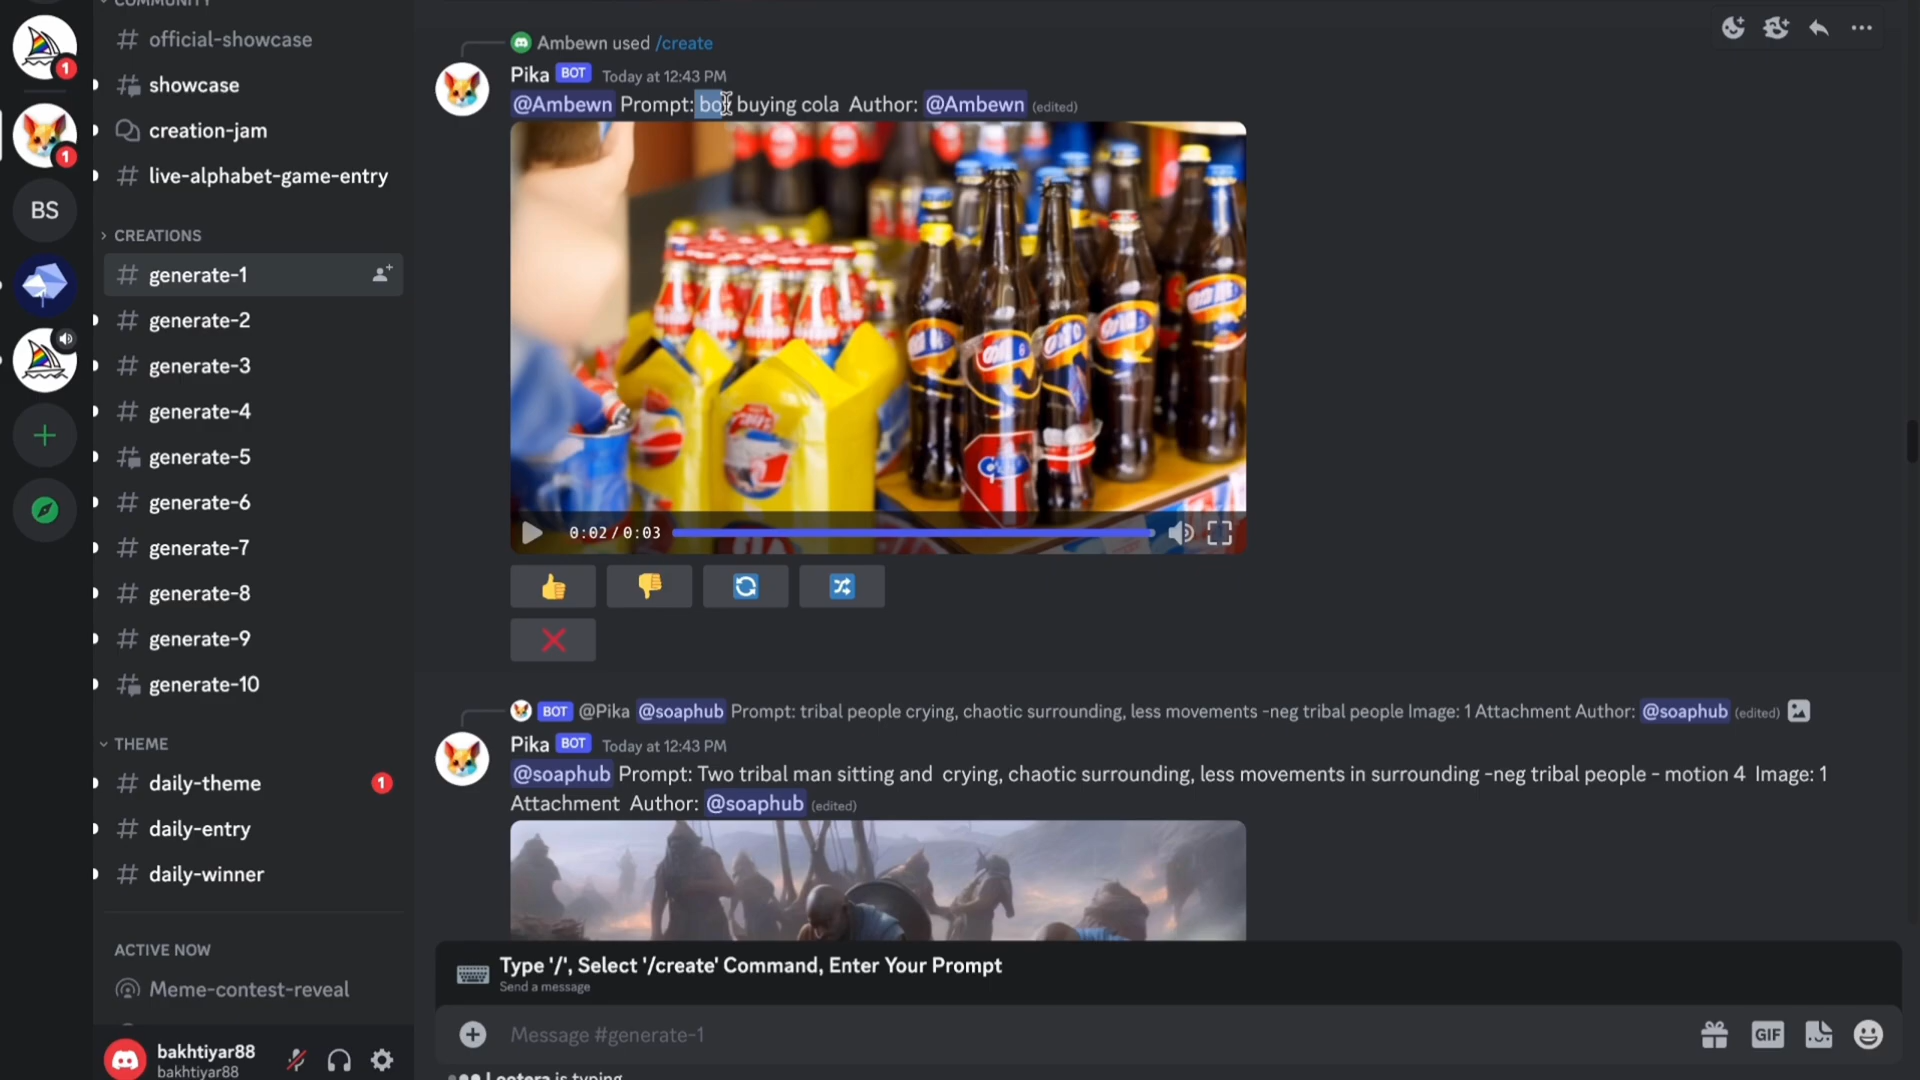 COMMUNITY
official-showcase
showcase
creation-jam
live-alphabet-game-entry
BS
CREATIONS
generate-1
generate-2
generate-3
generate-4
generate-5
generate-6
generate-7
generate-8
generate-9
generate-10
THEME
daily-theme 1
daily-entry
daily-winner
ACTIVE NOW
Meme-contest-reveal
bakhtiyar88
bakhtiyar88
1
1
Ambewn used /create
Pika BOT Today at 12:43 PM
@Ambewn Prompt: boy buying cola Author: @Ambewn (edited)
0:02/0:03
BOT @Pika @soaphub Prompt: tribal people crying, chaotic surrounding, less movements -neg tribal people Image: 1 Attachment Author: @soaphub (edited)
Pika BOT Today at 12:43 PM
@soaphub Prompt: Two tribal man sitting and crying, chaotic surrounding, less movements in surrounding -neg tribal people - motion 4 Image: 1
Attachment Author: @soaphub (edited)
Type '/', Select '/create' Command, Enter Your Prompt
Send a message
Message #generate-1
GIF
Lootera is typing